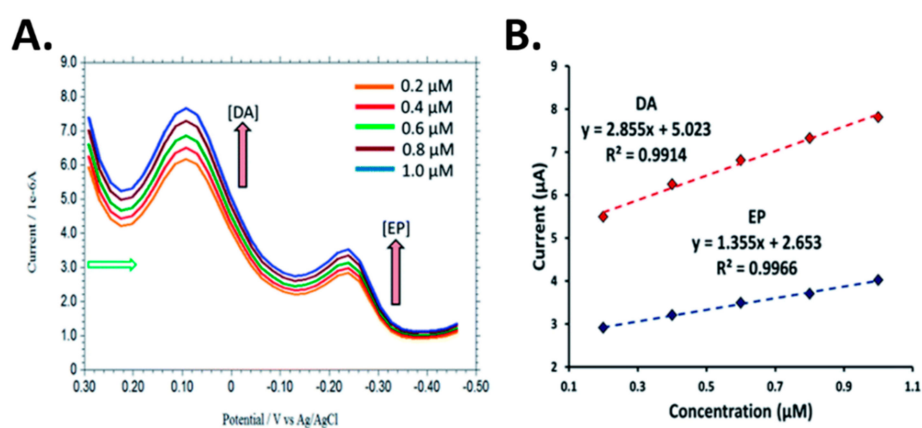 A.
B.
9.0
8.0
7.0
6.0
5.0
4.0
3.0
2.0
1.0
0
Current / 1e-6A
0.30 0.20 0.10 0 -0.10 -0.20 -0.30 -0.40 -0.50
Potential / V vs Ag/AgCl
[DA]
[EP]
0.2 μM
0.4 μM
0.6 μM
0.8 μM
1.0 μM
9
8
7
6
5
4
3
2
Current (μA)
DA
y = 2.855x + 5.023
R² = 0.9914
EP
y = 1.355x + 2.653
R² = 0.9966
0.1 0.3 0.5 0.7 0.9 1.1
Concentration (μM)